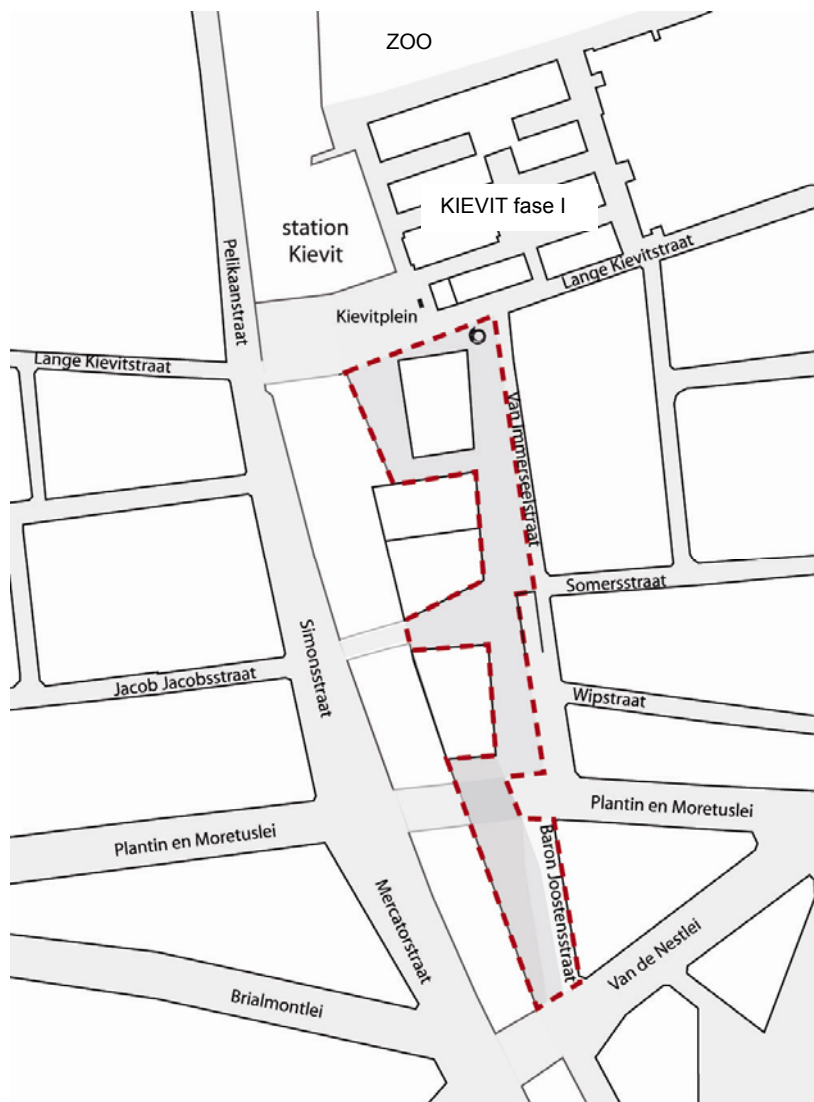 ZOO
KIEVIT fase I
station
Kievit
Pelikaanstraat
Lange Kievitstraat
Kievitplein
Lange Kievitstraat
Van Immerseelstraat
Somersstraat
Simonsstraat
Jacob Jacobsstraat
Wipstraat
Plantin en Moretuslei
Plantin en Moretuslei
Baron Joostensstraat
Mercatorstraat
Van de Nestlei
Brialmontlei